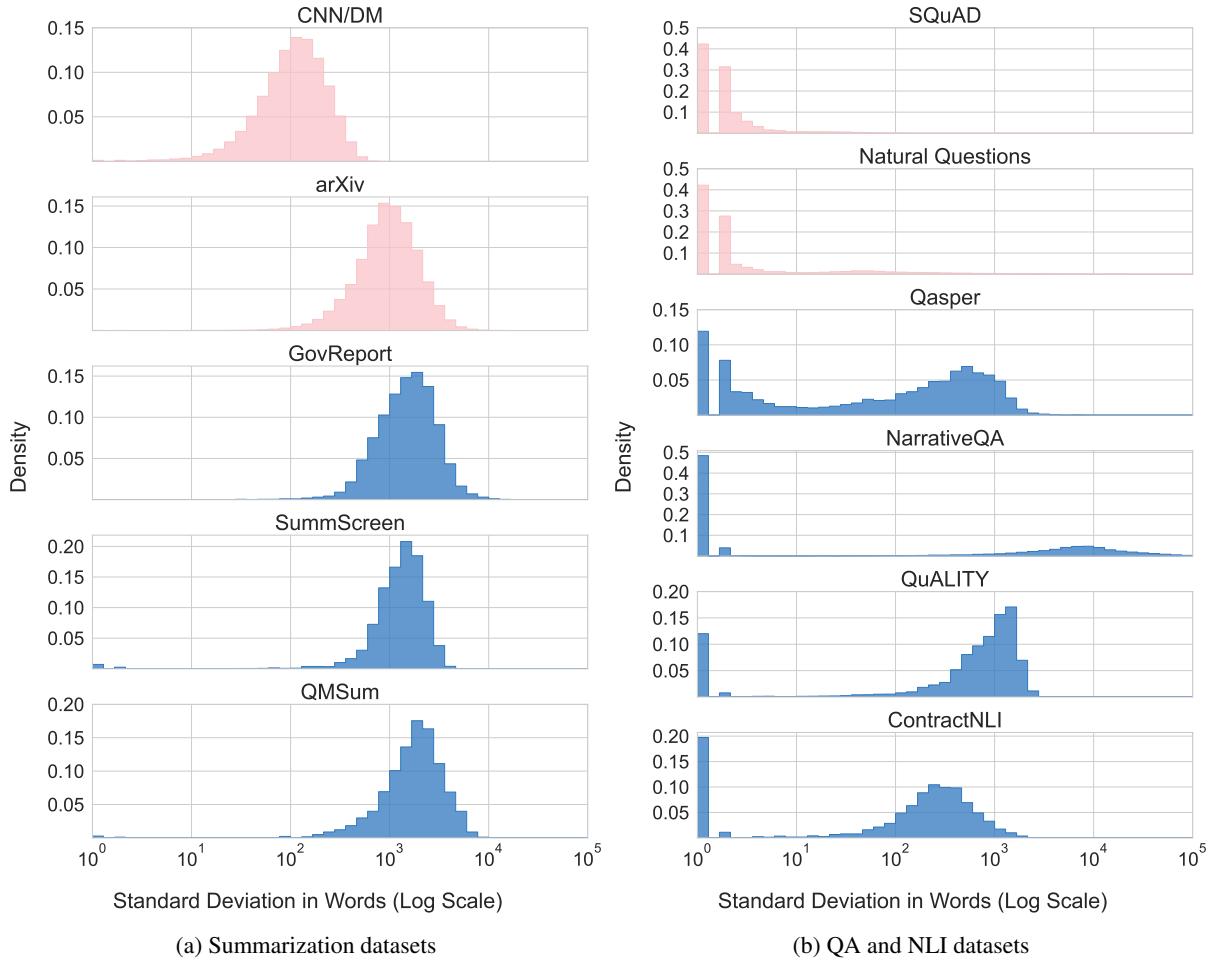 CNN/DM
0.15
0.10
0.05
arXiv
0.15
0.10
0.05
GovReport
0.15
0.10
0.05
SummScreen
0.20
0.15
0.10
0.05
QMSum
0.20
0.15
0.10
0.05
Density
10^0 10^1 10^2 10^3 10^4 10^5
Standard Deviation in Words (Log Scale)
(a) Summarization datasets
SQuAD
0.5
0.4
0.3
0.2
0.1
Natural Questions
0.5
0.4
0.3
0.2
0.1
Qasper
0.15
0.10
0.05
NarrativeQA
0.5
0.4
0.3
0.2
0.1
QuALITY
0.20
0.15
0.10
0.05
ContractNLI
0.20
0.15
0.10
0.05
Density
10^0 10^1 10^2 10^3 10^4 10^5
Standard Deviation in Words (Log Scale)
(b) QA and NLI datasets